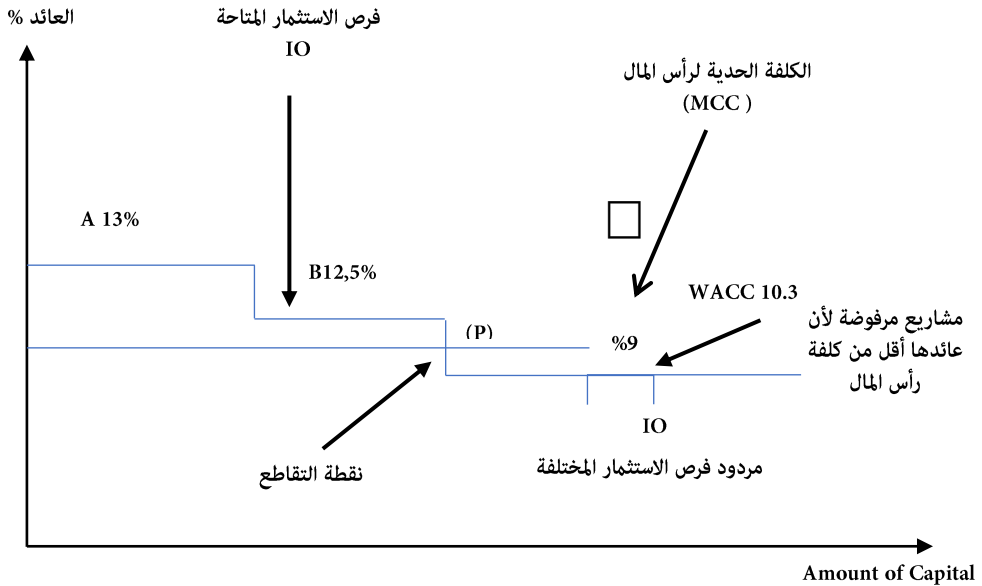 العائد %
فرص الاستثمار المتاحة
IO
الكلفة الحدية لرأس المال
(MCC )
A 13%
B12,5%
WACC 10.3
(P)
%9
مشاريع مرفوضة لأن
عائدها أقل من كلفة
رأس المال
IO
نقطة التقاطع
مردود فرص الاستثمار المختلفة
Amount of Capital